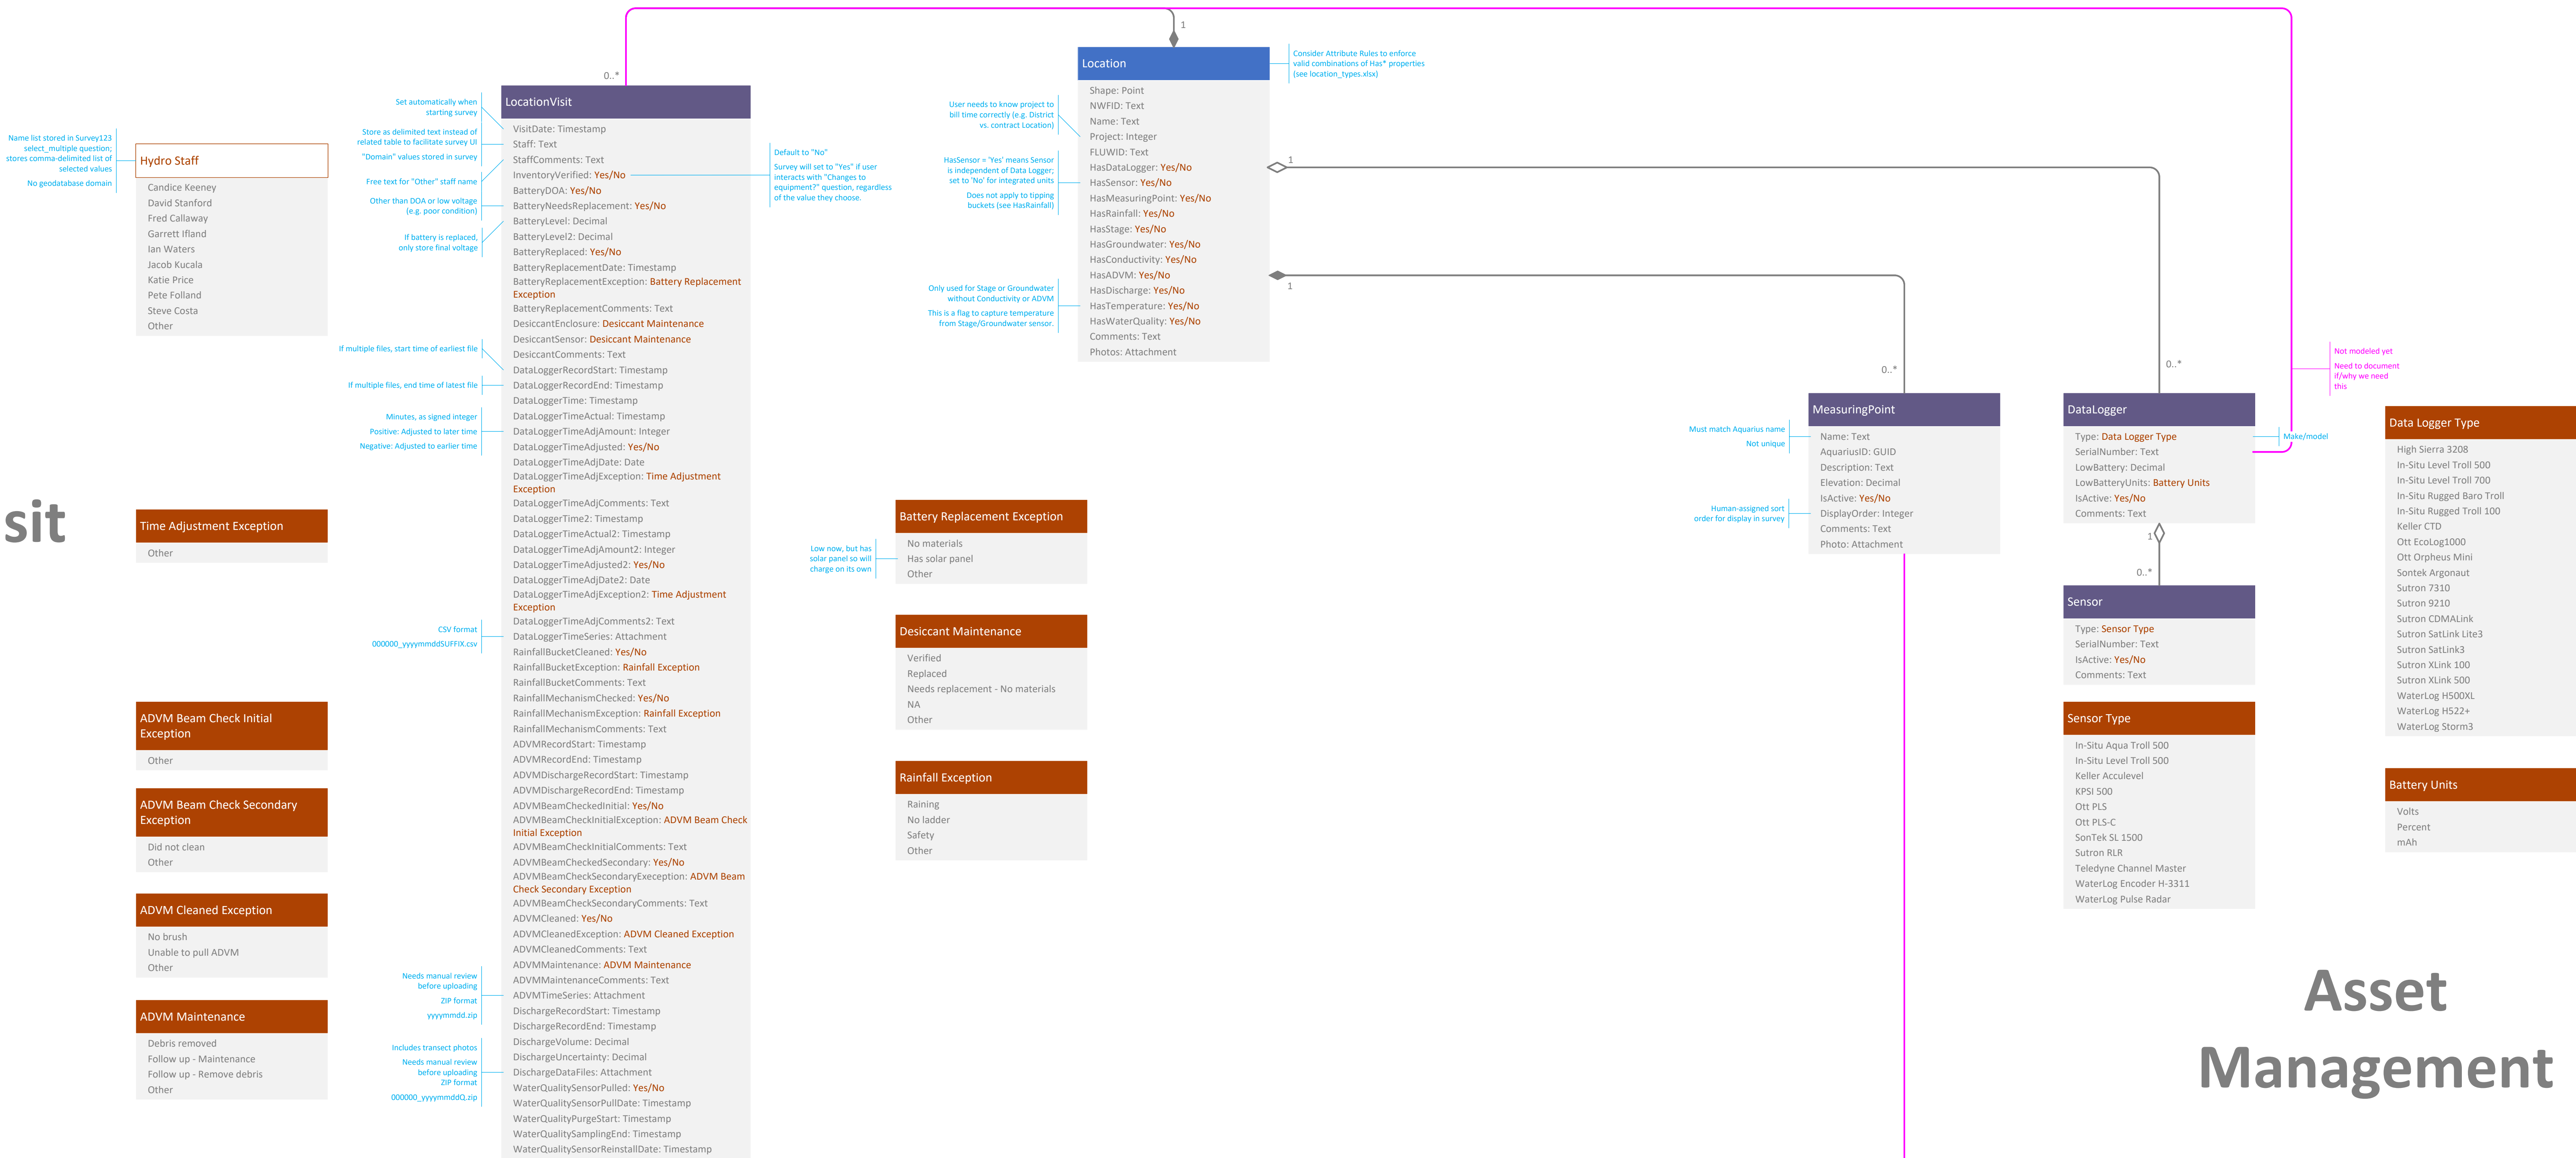 1
0..*
Location
Shape: Point
NWFID: Text
Name: Text
Project: Integer
FLUWID: Text
HasDataLogger: Yes/No
HasSensor: Yes/No
HasMeasuringPoint: Yes/No
HasRainfall: Yes/No
HasStage: Yes/No
HasGroundwater: Yes/No
HasConductivity: Yes/No
HasADVM: Yes/No
HasDischarge: Yes/No
HasTemperature: Yes/No
HasWaterQuality: Yes/No
Comments: Text
Photos: Attachment
Consider Attribute Rules to enforce
valid combinations of Has* properties
(see location_types.xlsx)
User needs to know project to
bill time correctly (e.g. District
vs. contract Location)
HasSensor = 'Yes' means Sensor
is independent of Data Logger;
set to 'No' for integrated units
Does not apply to tipping
buckets (see HasRainfall)
Only used for Stage or Groundwater
without Conductivity or ADVM
This is a flag to capture temperature
from Stage/Groundwater sensor.
1
1
Name list stored in Survey123
select_multiple question;
stores comma-delimited list of
selected values
No geodatabase domain
Hydro Staff
Candice Keeney
David Stanford
Fred Callaway
Garrett Ifland
Ian Waters
Jacob Kucala
Katie Price
Pete Folland
Steve Costa
Other
sit
Time Adjustment Exception
Other
ADVM Beam Check Initial
Exception
Other
ADVM Beam Check Secondary
Exception
Did not clean
Other
ADVM Cleaned Exception
No brush
Unable to pull ADVM
Other
ADVM Maintenance
Debris removed
Follow up - Maintenance
Follow up - Remove debris
Other
Set automatically when
starting survey
Store as delimited text instead of
related table to facilitate survey UI
"Domain" values stored in survey
Free text for "Other" staff name
Other than DOA or low voltage
(e.g. poor condition)
If battery is replaced,
only store final voltage
If multiple files, start time of earliest file
If multiple files, end time of latest file
Minutes, as signed integer
Positive: Adjusted to later time
Negative: Adjusted to earlier time
CSV format
000000_yyyymmddSUFFIX.csv
Needs manual review
before uploading
ZIP format
yyyymmdd.zip
Includes transect photos
Needs manual review
before uploading
ZIP format
000000_yyyymmddQ.zip
LocationVisit
VisitDate: Timestamp
Staff: Text
StaffComments: Text
InventoryVerified: Yes/No
BatteryDOA: Yes/No
BatteryNeedsReplacement: Yes/No
BatteryLevel: Decimal
BatteryLevel2: Decimal
BatteryReplaced: Yes/No
BatteryReplacementDate: Timestamp
BatteryReplacementException: Battery Replacement
Exception
BatteryReplacementComments: Text
DesiccantEnclosure: Desiccant Maintenance
DesiccantSensor: Desiccant Maintenance
DesiccantComments: Text
DataLoggerRecordStart: Timestamp
DataLoggerRecordEnd: Timestamp
DataLoggerTime: Timestamp
DataLoggerTimeActual: Timestamp
DataLoggerTimeAdjAmount: Integer
DataLoggerTimeAdjusted: Yes/No
DataLoggerTimeAdjDate: Date
DataLoggerTimeAdjException: Time Adjustment
Exception
DataLoggerTimeAdjComments: Text
DataLoggerTime2: Timestamp
DataLoggerTimeActual2: Timestamp
DataLoggerTimeAdjAmount2: Integer
DataLoggerTimeAdjusted2: Yes/No
DataLoggerTimeAdjDate2: Date
DataLoggerTimeAdjException2: Time Adjustment
Exception
DataLoggerTimeAdjComments2: Text
DataLoggerTimeSeries: Attachment
RainfallBucketCleaned: Yes/No
RainfallBucketException: Rainfall Exception
RainfallBucketComments: Text
RainfallMechanismChecked: Yes/No
RainfallMechanismException: Rainfall Exception
RainfallMechanismComments: Text
ADVMRecordStart: Timestamp
ADVMRecordEnd: Timestamp
ADVMDischargeRecordStart: Timestamp
ADVMDischargeRecordEnd: Timestamp
ADVMBeamCheckedInitial: Yes/No
ADVMBeamCheckInitialException: ADVM Beam Check
Initial Exception
ADVMBeamCheckInitialComments: Text
ADVMBeamCheckedSecondary: Yes/No
ADVMBeamCheckSecondaryExeception: ADVM Beam
Check Secondary Exception
ADVMBeamCheckSecondaryComments: Text
ADVMCleaned: Yes/No
ADVMCleanedException: ADVM Cleaned Exception
ADVMCleanedComments: Text
ADVMMaintenance: ADVM Maintenance
ADVMMaintenanceComments: Text
ADVMTimeSeries: Attachment
DischargeRecordStart: Timestamp
DischargeRecordEnd: Timestamp
DischargeVolume: Decimal
DischargeUncertainty: Decimal
DischargeDataFiles: Attachment
WaterQualitySensorPulled: Yes/No
WaterQualitySensorPullDate: Timestamp
WaterQualityPurgeStart: Timestamp
WaterQualitySamplingEnd: Timestamp
WaterQualitySensorReinstallDate: Timestamp
Default to "No"
Survey will set to "Yes" if user
interacts with "Changes to
equipment?" question, regardless
of the value they choose.
Battery Replacement Exception
No materials
Has solar panel
Other
Low now, but has
solar panel so will
charge on its own
Desiccant Maintenance
Verified
Replaced
Needs replacement - No materials
NA
Other
Rainfall Exception
Raining
No ladder
Safety
Other
0..*
MeasuringPoint
Name: Text
AquariusID: GUID
Description: Text
Elevation: Decimal
IsActive: Yes/No
DisplayOrder: Integer
Comments: Text
Photo: Attachment
Must match Aquarius name
Not unique
Human-assigned sort
order for display in survey
0..*
DataLogger
Type: Data Logger Type
SerialNumber: Text
LowBattery: Decimal
LowBatteryUnits: Battery Units
IsActive: Yes/No
Comments: Text
Make/model
Not modeled yet
Need to document
if/why we need
this
1
0..*
Sensor
Type: Sensor Type
SerialNumber: Text
IsActive: Yes/No
Comments: Text
Sensor Type
In-Situ Aqua Troll 500
In-Situ Level Troll 500
Keller Acculevel
KPSI 500
Ott PLS
Ott PLS-C
SonTek SL 1500
Sutron RLR
Teledyne Channel Master
WaterLog Encoder H-3311
WaterLog Pulse Radar
Data Logger Type
High Sierra 3208
In-Situ Level Troll 500
In-Situ Level Troll 700
In-Situ Rugged Baro Troll
In-Situ Rugged Troll 100
Keller CTD
Ott EcoLog1000
Ott Orpheus Mini
Sontek Argonaut
Sutron 7310
Sutron 9210
Sutron CDMALink
Sutron SatLink Lite3
Sutron SatLink3
Sutron XLink 100
Sutron XLink 500
WaterLog H500XL
WaterLog H522+
WaterLog Storm3
Battery Units
Volts
Percent
mAh
Asset
Management